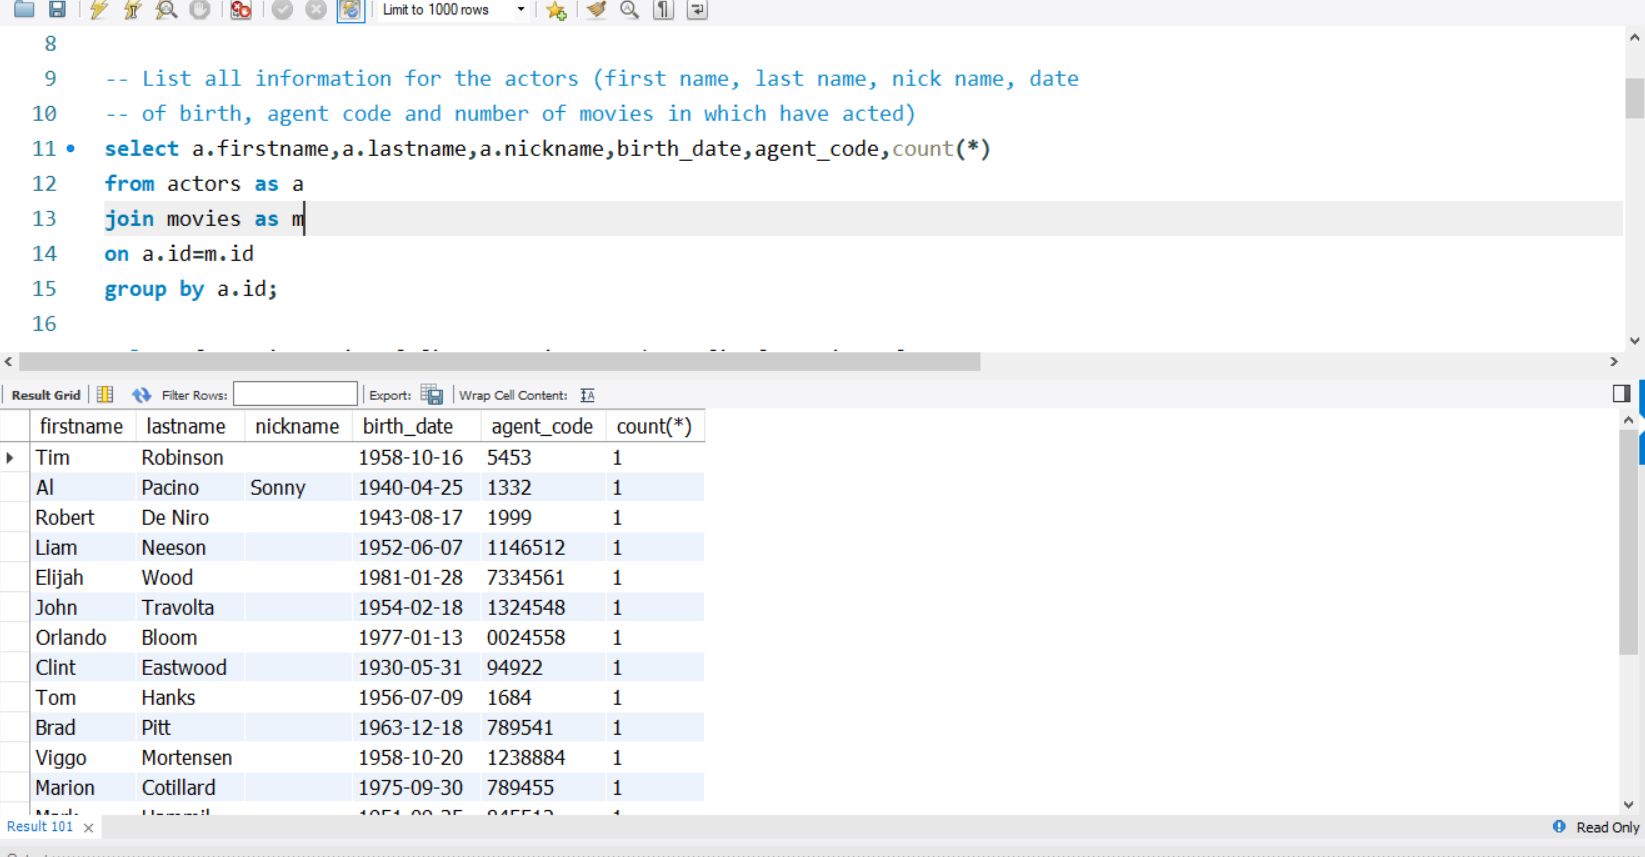 Limit to 1000 rows
8
9 -- List all information for the actors (first name, last name, nick name, date
10 -- of birth, agent code and number of movies in which have acted)
11 select a.firstname,a.lastname,a.nickname,birth_date,agent_code,count(*)
12 from actors as a
13 join movies as m
14 on a.id=m.id
15 group by a.id;
16
Result Grid Filter Rows: Export: Wrap Cell Content:
firstname lastname nickname birth_date agent_code count(*)
Tim Robinson 1958-10-16 5453 1
Al Pacino Sonny 1940-04-25 1332 1
Robert De Niro 1943-08-17 1999 1
Liam Neeson 1952-06-07 1146512 1
Elijah Wood 1981-01-28 7334561 1
John Travolta 1954-02-18 1324548 1
Orlando Bloom 1977-01-13 0024558 1
Clint Eastwood 1930-05-31 94922 1
Tom Hanks 1956-07-09 1684 1
Brad Pitt 1963-12-18 789541 1
Viggo Mortensen 1958-10-20 1238884 1
Marion Cotillard 1975-09-30 789455 1
Result 101 Read Only